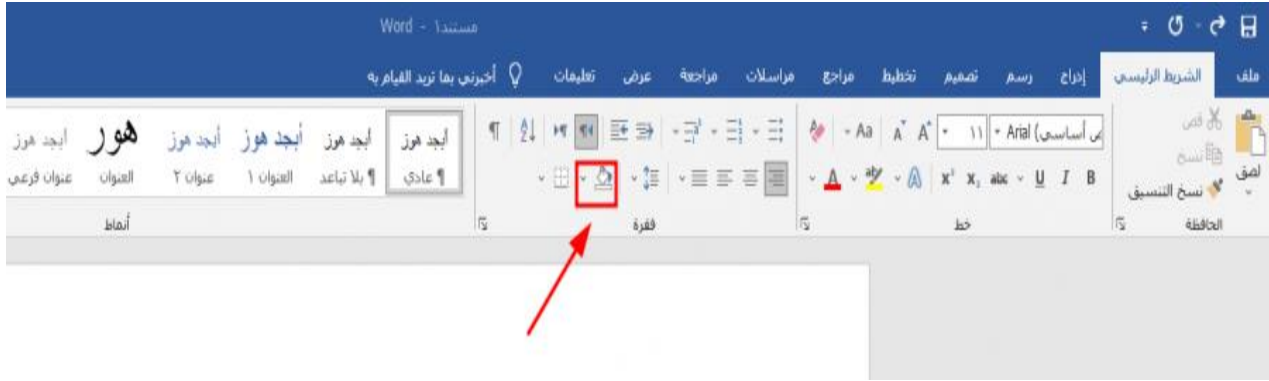 مستند١ - Word
ملف الشريط الرئيسي إدراج رسم تصميم تخطيط مراجع مراسلات مراجعة عرض تعليمات أخبرني بما تريد القيام به
قص
نسخ
نسخ التنسيق
لصق
الحافظة
ص أساسي) Arial ١١ A A Aa
B I U abc x₂ x² A ab A
خط
فقرة
أبجد هوز أبجد هوز أبجد هوز أبجد هوز هور أبجد هوز
¶ عادي ¶ بلا تباعد العنوان ١ عنوان ٢ العنوان عنوان فرعي
أنماط